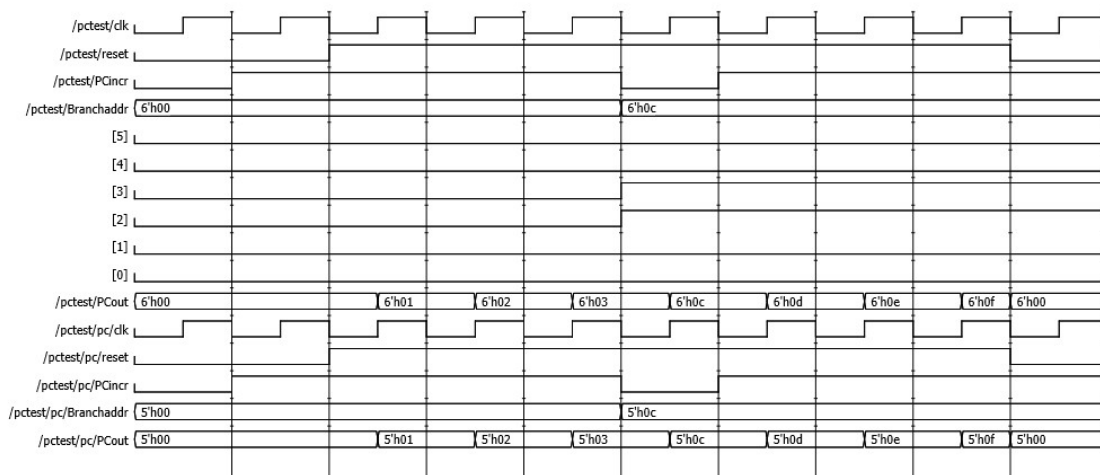 /pctest/clk
/pctest/reset
/pctest/PCincr
/pctest/Branchaddr 6'h00 6'h0c
[5]
[4]
[3]
[2]
[1]
[0]
/pctest/PCout 6'h00 6'h01 6'h02 6'h03 6'h0c 6'h0d 6'h0e 6'h0f 6'h00
/pctest/pc/clk
/pctest/pc/reset
/pctest/pc/PCincr
/pctest/pc/Branchaddr 5'h00 5'h0c
/pctest/pc/PCout 5'h00 5'h01 5'h02 5'h03 5'h0c 5'h0d 5'h0e 5'h0f 5'h00